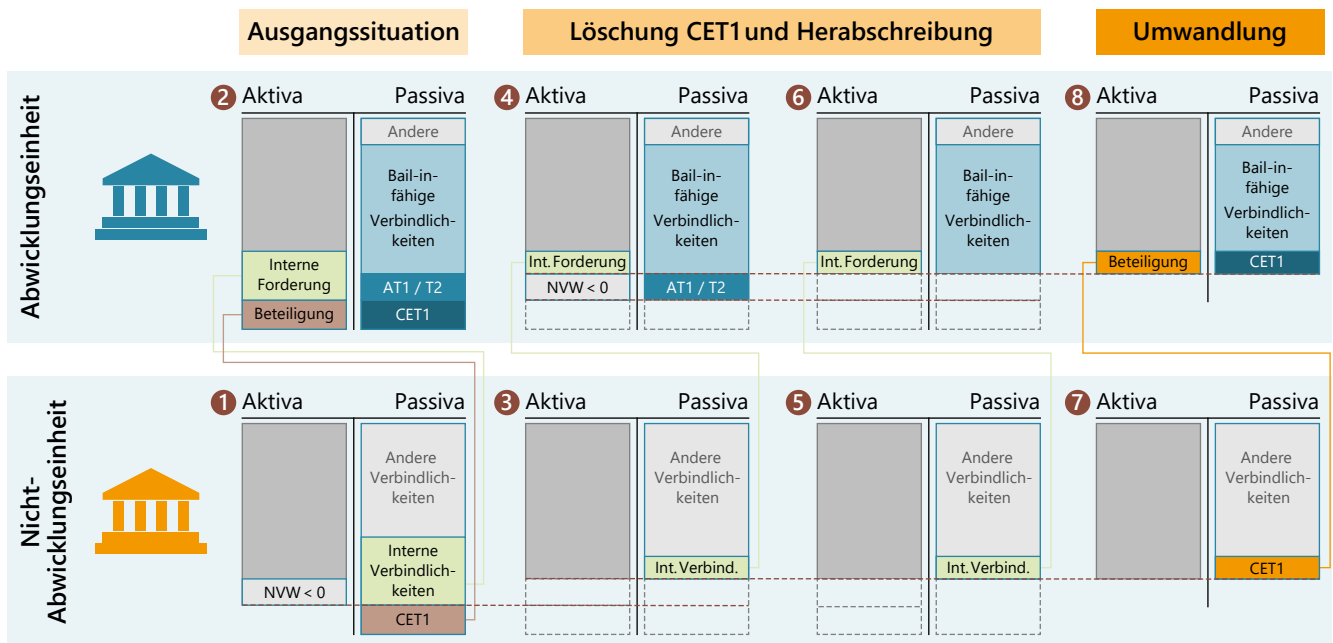 Ausgangssituation
Löschung CET1 und Herabschreibung
Umwandlung
Abwicklungseinheit
2 Aktiva Passiva
Andere
Bail-in-
fähige
Verbindlich-
keiten
Interne
Forderung
AT1 / T2
Beteiligung
CET1
4 Aktiva Passiva
Andere
Bail-in-
fähige
Verbindlich-
keiten
Int. Forderung
NVW < 0
AT1 / T2
6 Aktiva Passiva
Andere
Bail-in-
fähige
Verbindlich-
keiten
Int. Forderung
8 Aktiva Passiva
Andere
Bail-in-
fähige
Verbindlich-
keiten
Beteiligung
CET1
Nicht-
Abwicklungseinheit
1 Aktiva Passiva
Andere
Verbindlich-
keiten
Interne
Verbindlich-
keiten
NVW < 0
CET1
3 Aktiva Passiva
Andere
Verbindlich-
keiten
Int. Verbind.
5 Aktiva Passiva
Andere
Verbindlich-
keiten
Int. Verbind.
7 Aktiva Passiva
Andere
Verbindlich-
keiten
CET1